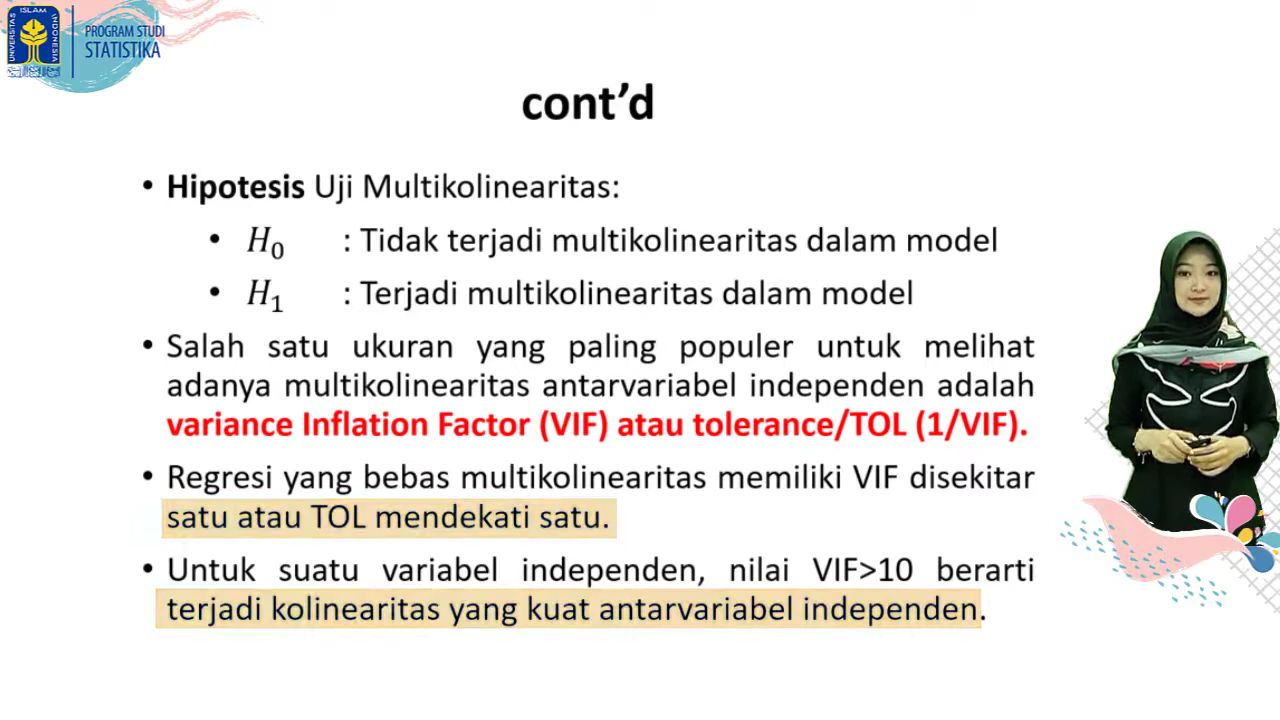 UNIVERSITAS ISLAM INDONESIA
PROGRAM STUDI
STATISTIKA
cont’d
• Hipotesis Uji Multikolinearitas:
• H₀ : Tidak terjadi multikolinearitas dalam model
• H₁ : Terjadi multikolinearitas dalam model
• Salah satu ukuran yang paling populer untuk melihat
adanya multikolinearitas antarvariabel independen adalah
variance Inflation Factor (VIF) atau tolerance/TOL (1/VIF).
• Regresi yang bebas multikolinearitas memiliki VIF disekitar
satu atau TOL mendekati satu.
• Untuk suatu variabel independen, nilai VIF>10 berarti
terjadi kolinearitas yang kuat antarvariabel independen.